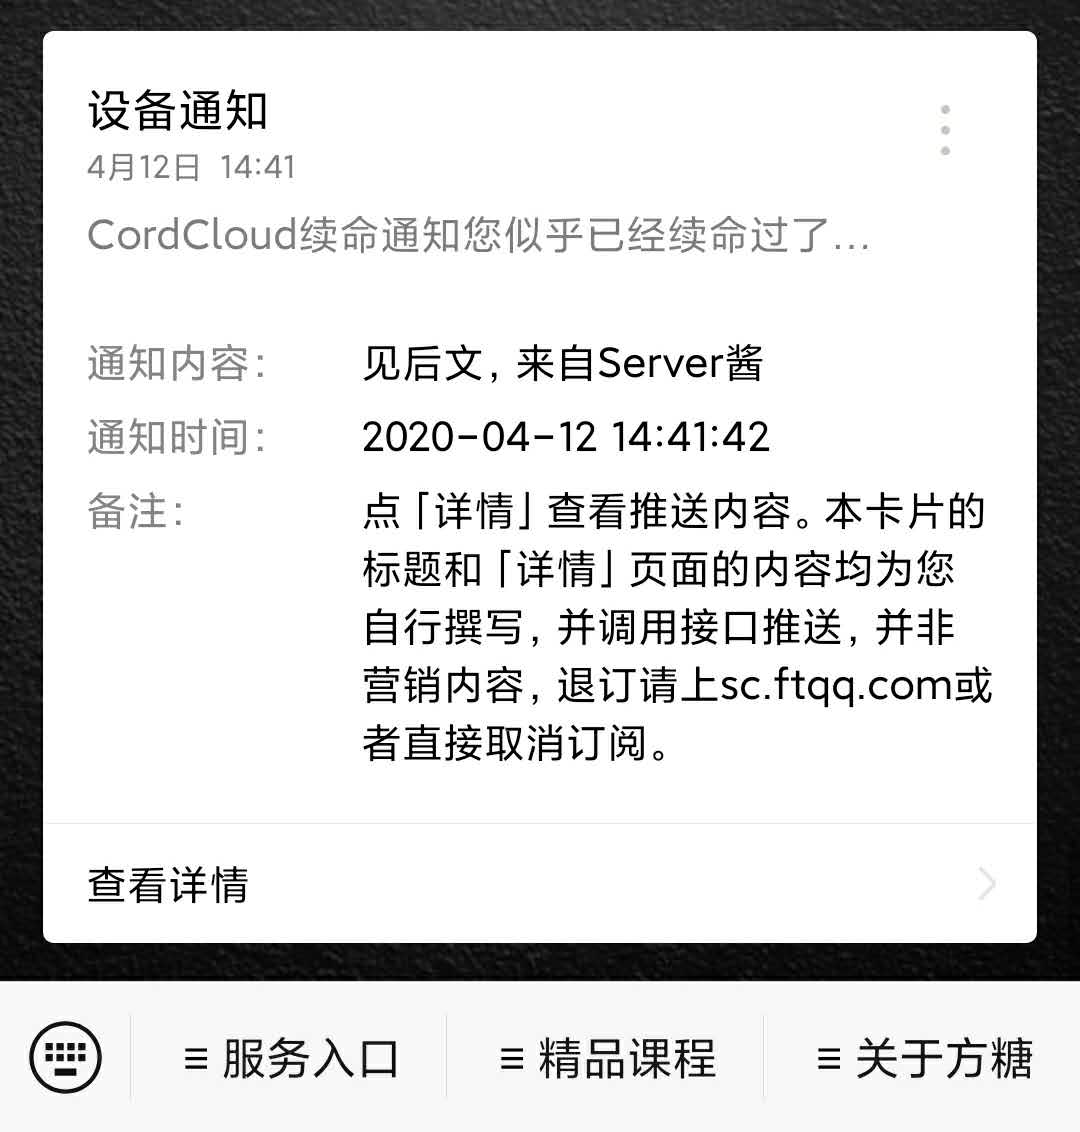 设备通知
4月12日 14:41
CordCloud续命通知您似乎已经续命过了...
通知内容： 见后文，来自Server酱
通知时间： 2020-04-12 14:41:42
备注： 点「详情」查看推送内容。本卡片的
标题和「详情」页面的内容均为您
自行撰写，并调用接口推送，并非
营销内容，退订请上sc.ftqq.com或
者直接取消订阅。
查看详情
服务入口 精品课程 关于方糖